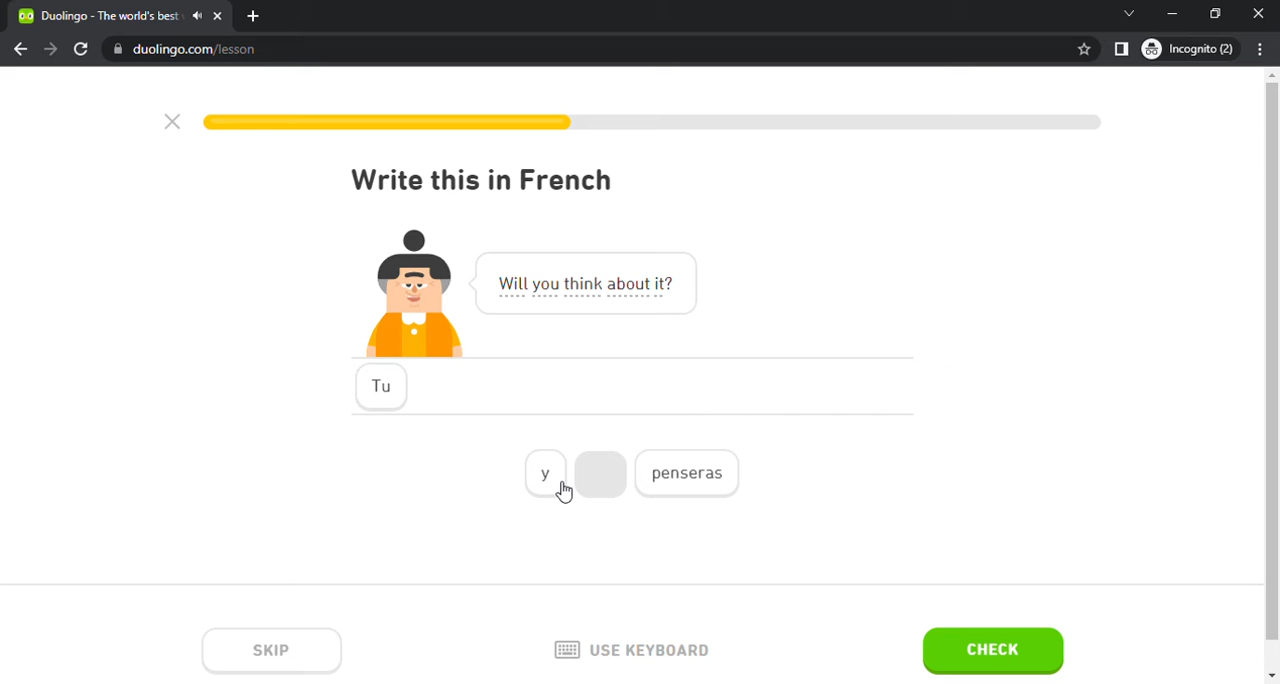 Duolingo - The world's best
duolingo.com/lesson
Incognito (2)
Write this in French
Will you think about it?
Tu
y
penseras
SKIP
USE KEYBOARD
CHECK